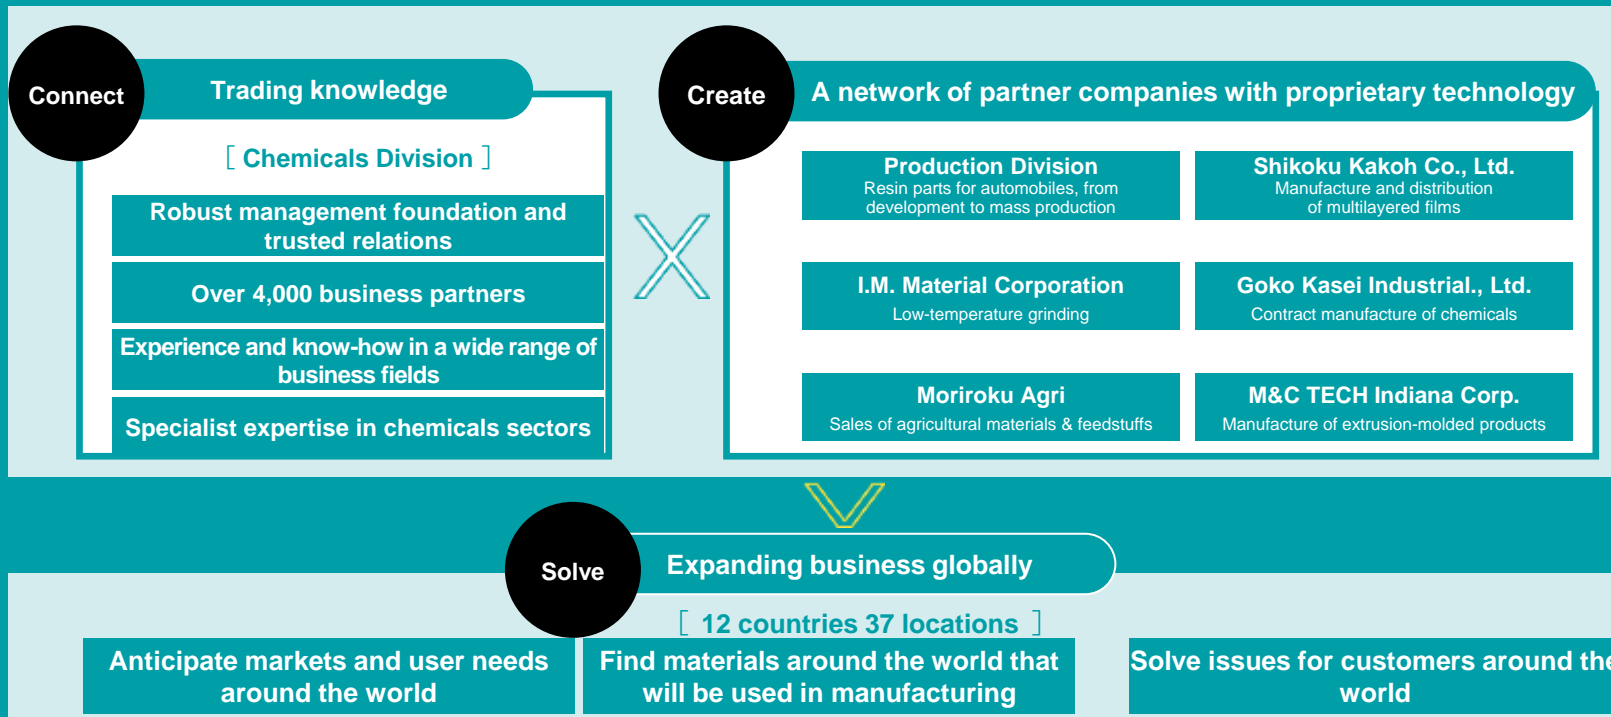 Connect
Trading knowledge
［ Chemicals Division ］
Robust management foundation and
trusted relations
Over 4,000 business partners
Experience and know-how in a wide range of
business fields
Specialist expertise in chemicals sectors
Create
A network of partner companies with proprietary technology
Production Division
Resin parts for automobiles, from
development to mass production
Shikoku Kakoh Co., Ltd.
Manufacture and distribution
of multilayered films
I.M. Material Corporation
Low-temperature grinding
Goko Kasei Industrial., Ltd.
Contract manufacture of chemicals
Moriroku Agri
Sales of agricultural materials & feedstuffs
M&C TECH Indiana Corp.
Manufacture of extrusion-molded products
Solve
Expanding business globally
［ 12 countries 37 locations ］
Anticipate markets and user needs
around the world
Find materials around the world that
will be used in manufacturing
Solve issues for customers around the
world